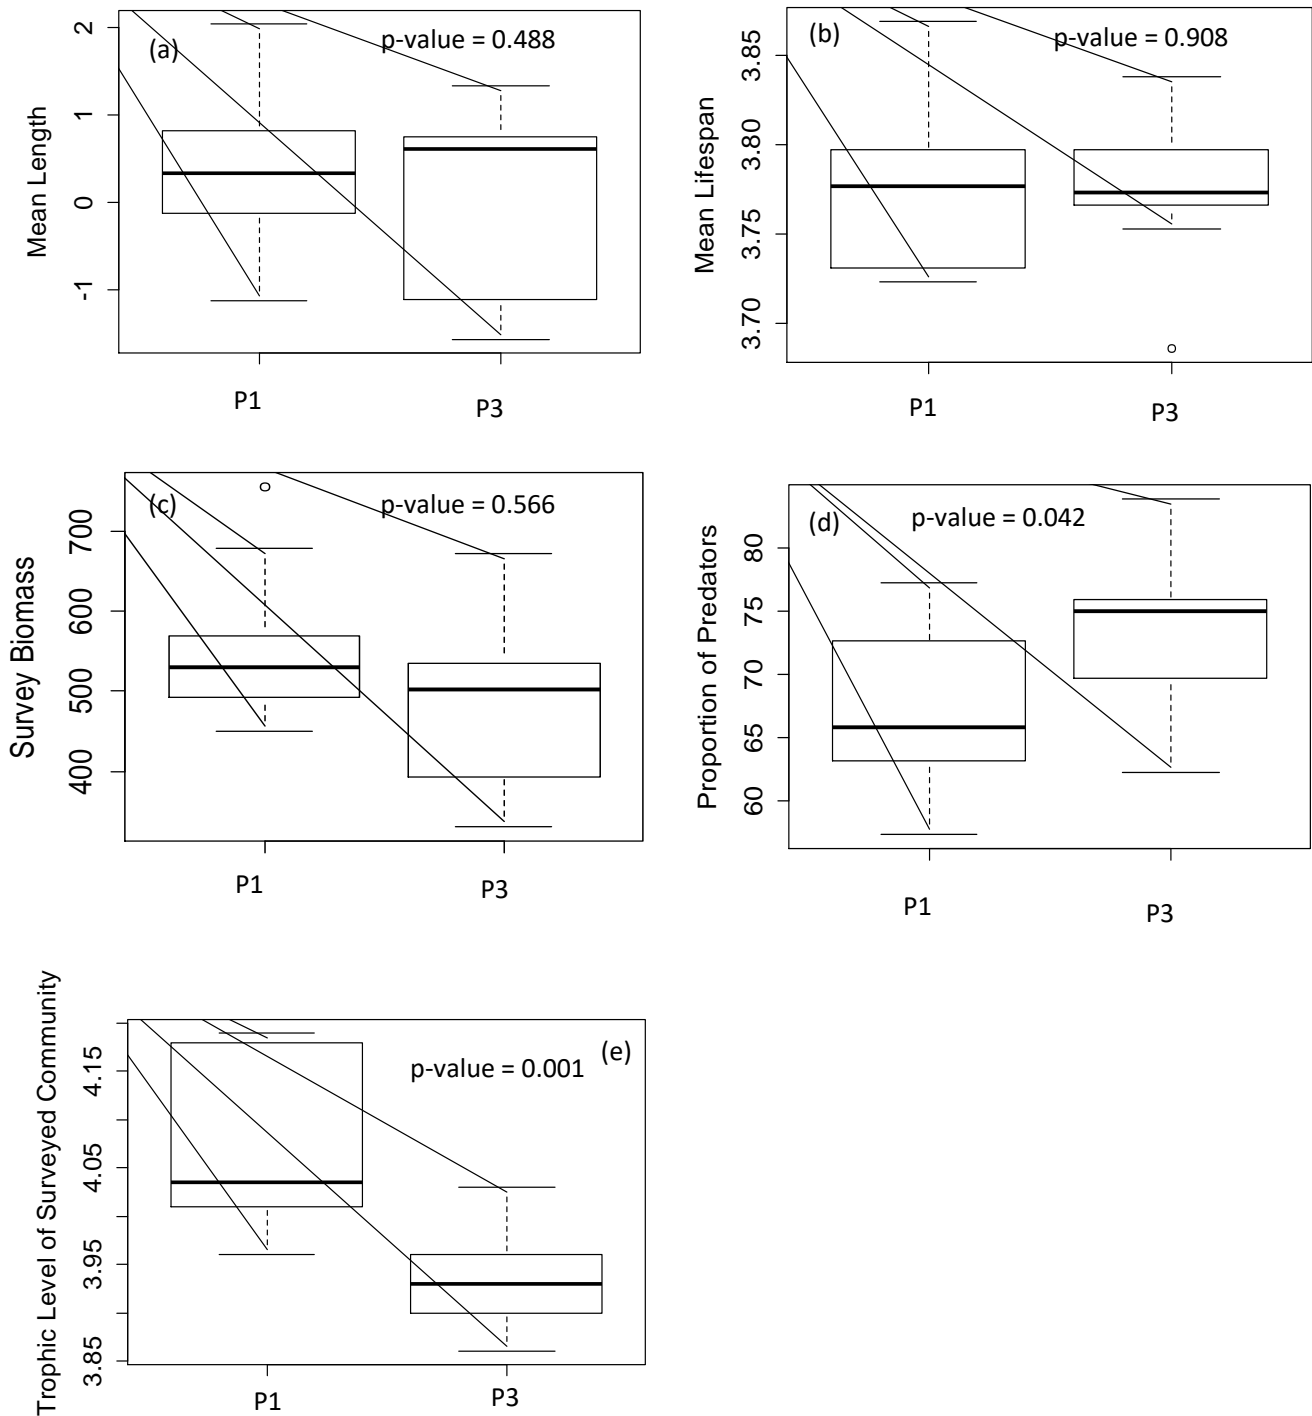 (a)
p-value = 0.488
Mean Length
2
1
0
-1
P1
P3
(b)
p-value = 0.908
Mean Lifespan
3.85
3.80
3.75
3.70
P1
P3
(c)
p-value = 0.566
Survey Biomass
700
600
500
400
P1
P3
(d)
p-value = 0.042
Proportion of Predators
80
75
70
65
60
P1
P3
(e)
p-value = 0.001
Trophic Level of Surveyed Community
4.15
4.05
3.95
3.85
P1
P3